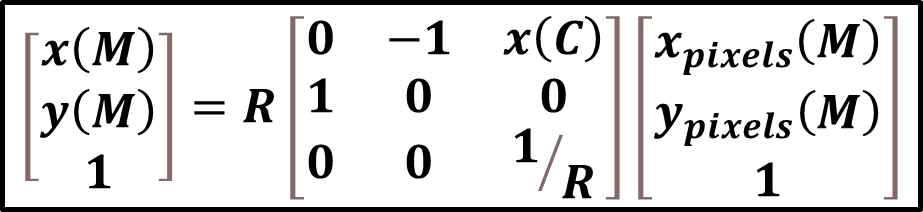 [x(M) y(M) 1] = R [0 −1 x(C) 1 0 0 0 0 1/R] [x_pixels(M) y_pixels(M) 1]